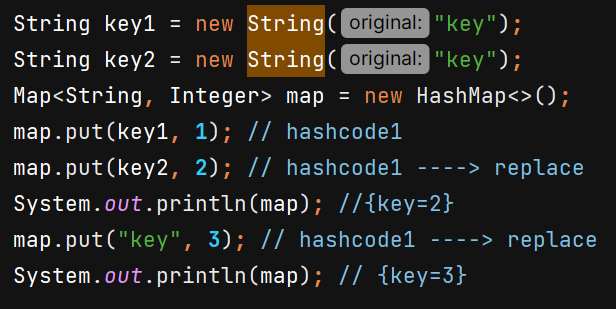 String key1 = new String( original: "key");
String key2 = new String( original: "key");
Map<String, Integer> map = new HashMap<>();
map.put(key1, 1); // hashcode1
map.put(key2, 2); // hashcode1 ----> replace
System.out.println(map); //{key=2}
map.put("key", 3); // hashcode1 ----> replace
System.out.println(map); // {key=3}